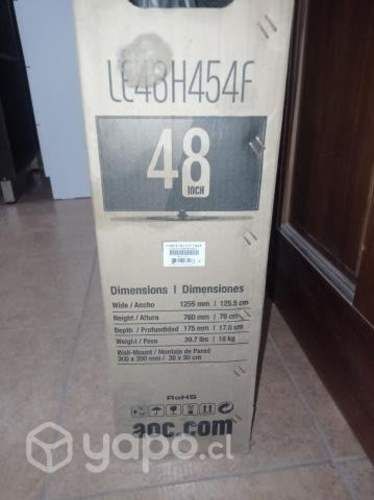 LE48H454F
48
INCH
Dimensions | Dimensiones
Wide / Ancho 1255 mm / 125.5 cm
Height / Altura 760 mm / 76 cm
Depth / Profundidad 175 mm / 17.5 cm
Weight / Peso 39.7 lbs / 18 kg
Wall-Mount / Montaje de Pared
300 x 300 mm / 30 x 30 cm
RoHS
aoc.com
yapo.cl